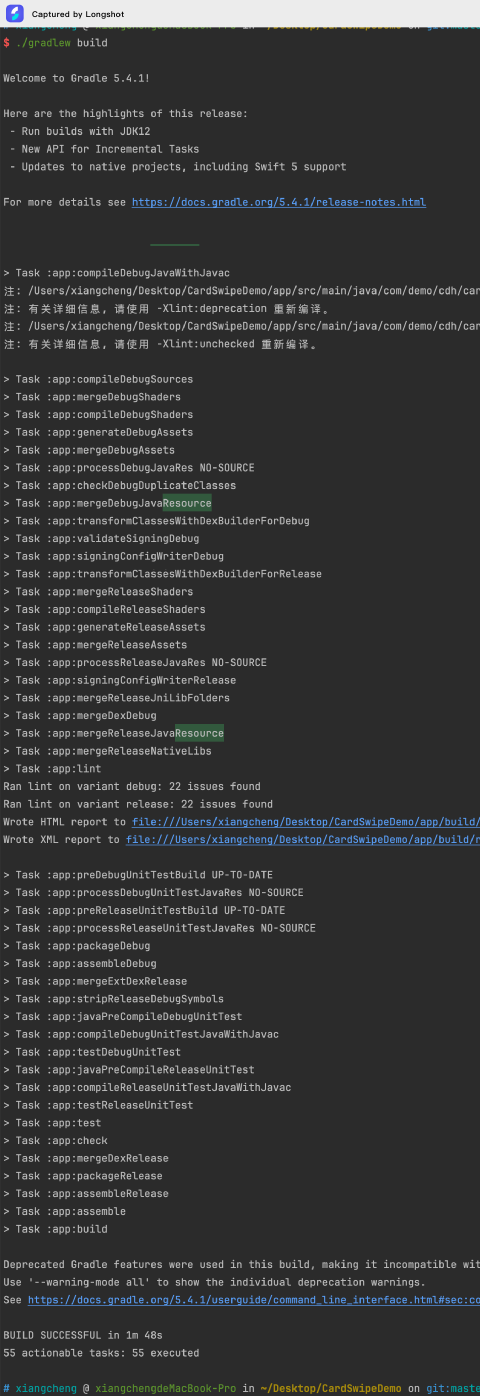 Captured by Longshot
# xiangcheng @ xiangchengdeMacBook-Pro in ~/Desktop/CardSwipeDemo on git:maste
$ ./gradlew build
Welcome to Gradle 5.4.1!
Here are the highlights of this release:
- Run builds with JDK12
- New API for Incremental Tasks
- Updates to native projects, including Swift 5 support
For more details see https://docs.gradle.org/5.4.1/release-notes.html
> Task :app:compileDebugJavaWithJavac
注: /Users/xiangcheng/Desktop/CardSwipeDemo/app/src/main/java/com/demo/cdh/car
注: 有关详细信息, 请使用 -Xlint:deprecation 重新编译。
注: /Users/xiangcheng/Desktop/CardSwipeDemo/app/src/main/java/com/demo/cdh/car
注: 有关详细信息, 请使用 -Xlint:unchecked 重新编译。
> Task :app:compileDebugSources
> Task :app:mergeDebugShaders
> Task :app:compileDebugShaders
> Task :app:generateDebugAssets
> Task :app:mergeDebugAssets
> Task :app:processDebugJavaRes NO-SOURCE
> Task :app:checkDebugDuplicateClasses
> Task :app:mergeDebugJavaResource
> Task :app:transformClassesWithDexBuilderForDebug
> Task :app:validateSigningDebug
> Task :app:signingConfigWriterDebug
> Task :app:transformClassesWithDexBuilderForRelease
> Task :app:mergeReleaseShaders
> Task :app:compileReleaseShaders
> Task :app:generateReleaseAssets
> Task :app:mergeReleaseAssets
> Task :app:processReleaseJavaRes NO-SOURCE
> Task :app:signingConfigWriterRelease
> Task :app:mergeReleaseJniLibFolders
> Task :app:mergeDexDebug
> Task :app:mergeReleaseJavaResource
> Task :app:mergeReleaseNativeLibs
> Task :app:lint
Ran lint on variant debug: 22 issues found
Ran lint on variant release: 22 issues found
Wrote HTML report to file:///Users/xiangcheng/Desktop/CardSwipeDemo/app/build/
Wrote XML report to file:///Users/xiangcheng/Desktop/CardSwipeDemo/app/build/r
> Task :app:preDebugUnitTestBuild UP-TO-DATE
> Task :app:processDebugUnitTestJavaRes NO-SOURCE
> Task :app:preReleaseUnitTestBuild UP-TO-DATE
> Task :app:processReleaseUnitTestJavaRes NO-SOURCE
> Task :app:packageDebug
> Task :app:assembleDebug
> Task :app:mergeExtDexRelease
> Task :app:stripReleaseDebugSymbols
> Task :app:javaPreCompileDebugUnitTest
> Task :app:compileDebugUnitTestJavaWithJavac
> Task :app:testDebugUnitTest
> Task :app:javaPreCompileReleaseUnitTest
> Task :app:compileReleaseUnitTestJavaWithJavac
> Task :app:testReleaseUnitTest
> Task :app:test
> Task :app:check
> Task :app:mergeDexRelease
> Task :app:packageRelease
> Task :app:assembleRelease
> Task :app:assemble
> Task :app:build
Deprecated Gradle features were used in this build, making it incompatible wit
Use '--warning-mode all' to show the individual deprecation warnings.
See https://docs.gradle.org/5.4.1/userguide/command_line_interface.html#sec:co
BUILD SUCCESSFUL in 1m 48s
55 actionable tasks: 55 executed
# xiangcheng @ xiangchengdeMacBook-Pro in ~/Desktop/CardSwipeDemo on git:maste